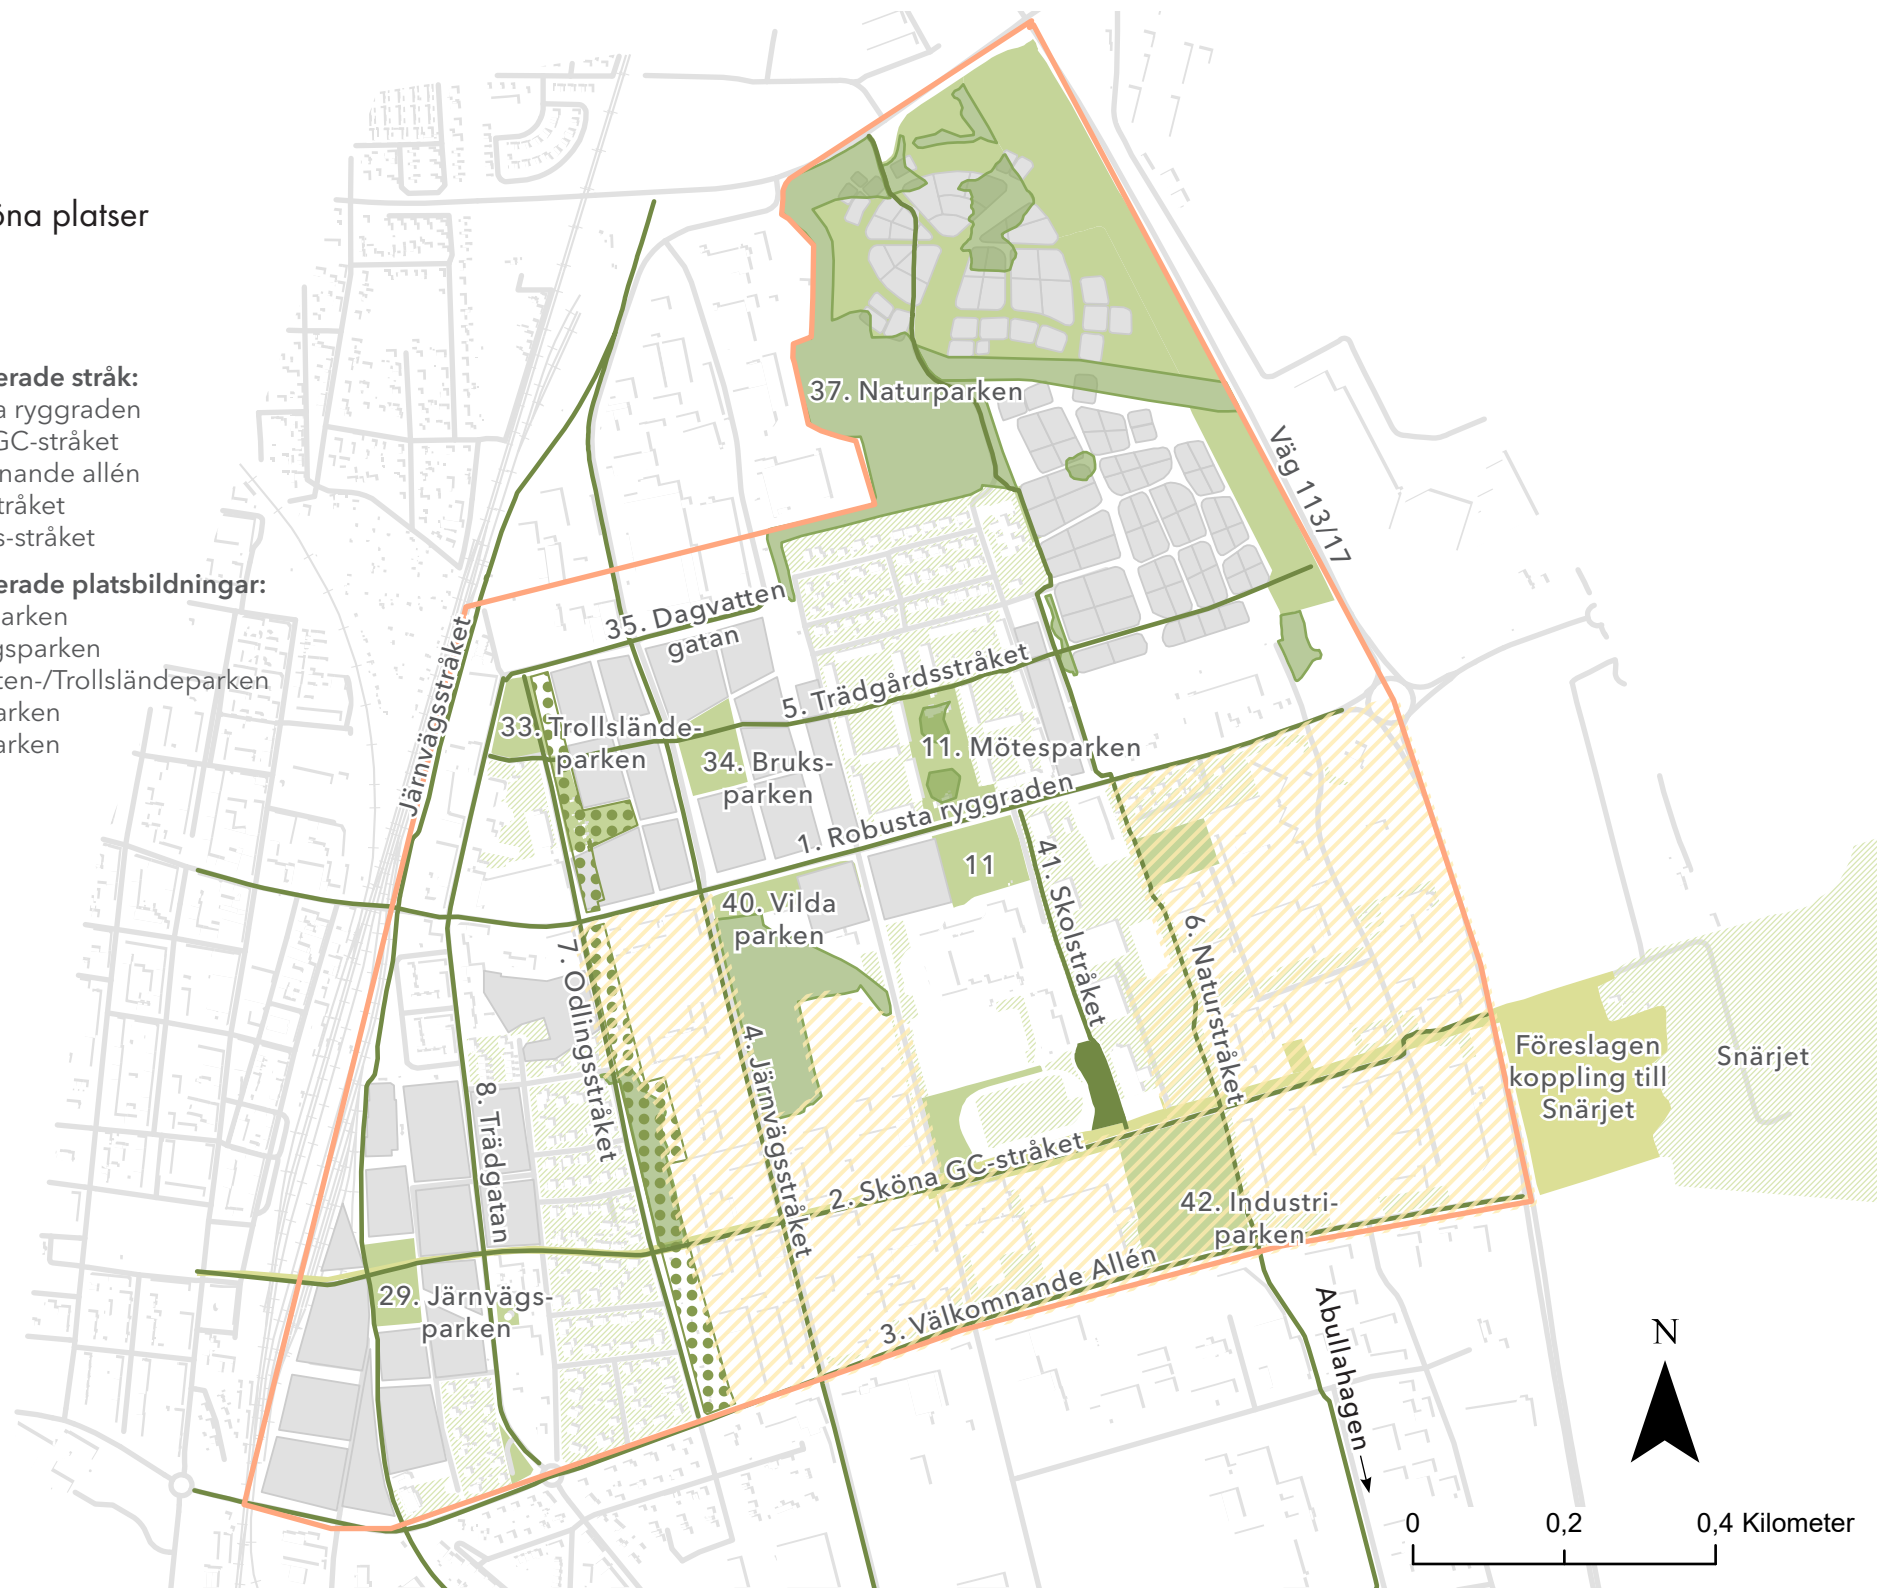 öna platser
erade stråk:
a ryggraden
GC-stråket
nande allén
tråket
s-stråket
erade platsbildningar:
arken
gsparken
ten-/Trollsländeparken
arken
arken
37. Naturparken
Väg 113/17
35. Dagvatten
gatan
Järnvägsstråket
5. Trädgårdsstråket
33. Trollslände-
parken
34. Bruks-
parken
11. Mötesparken
1. Robusta ryggraden
11
41. Skolstråket
40. Vilda
parken
6. Naturstråket
7. Odlingsstråket
4. Järnvägsstråket
8. Trädgatan
Föreslagen
koppling till
Snärjet
Snärjet
2. Sköna GC-stråket
42. Industri-
parken
3. Välkomnande Allén
29. Järnvägs-
parken
Abullahagen
N
0 0,2 0,4 Kilometer